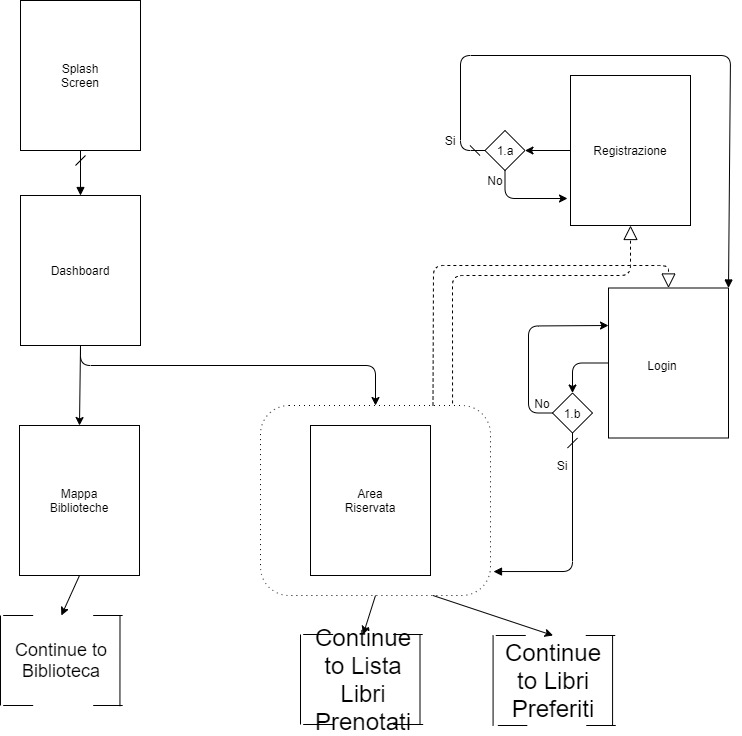 Splash
Screen
Si
1.a
Registrazione
No
Dashboard
Login
No
1.b
Si
Mappa
Biblioteche
Area
Riservata
Continue to
Biblioteca
Continue
to Lista
Libri
Prenotati
Continue
to Libri
Preferiti